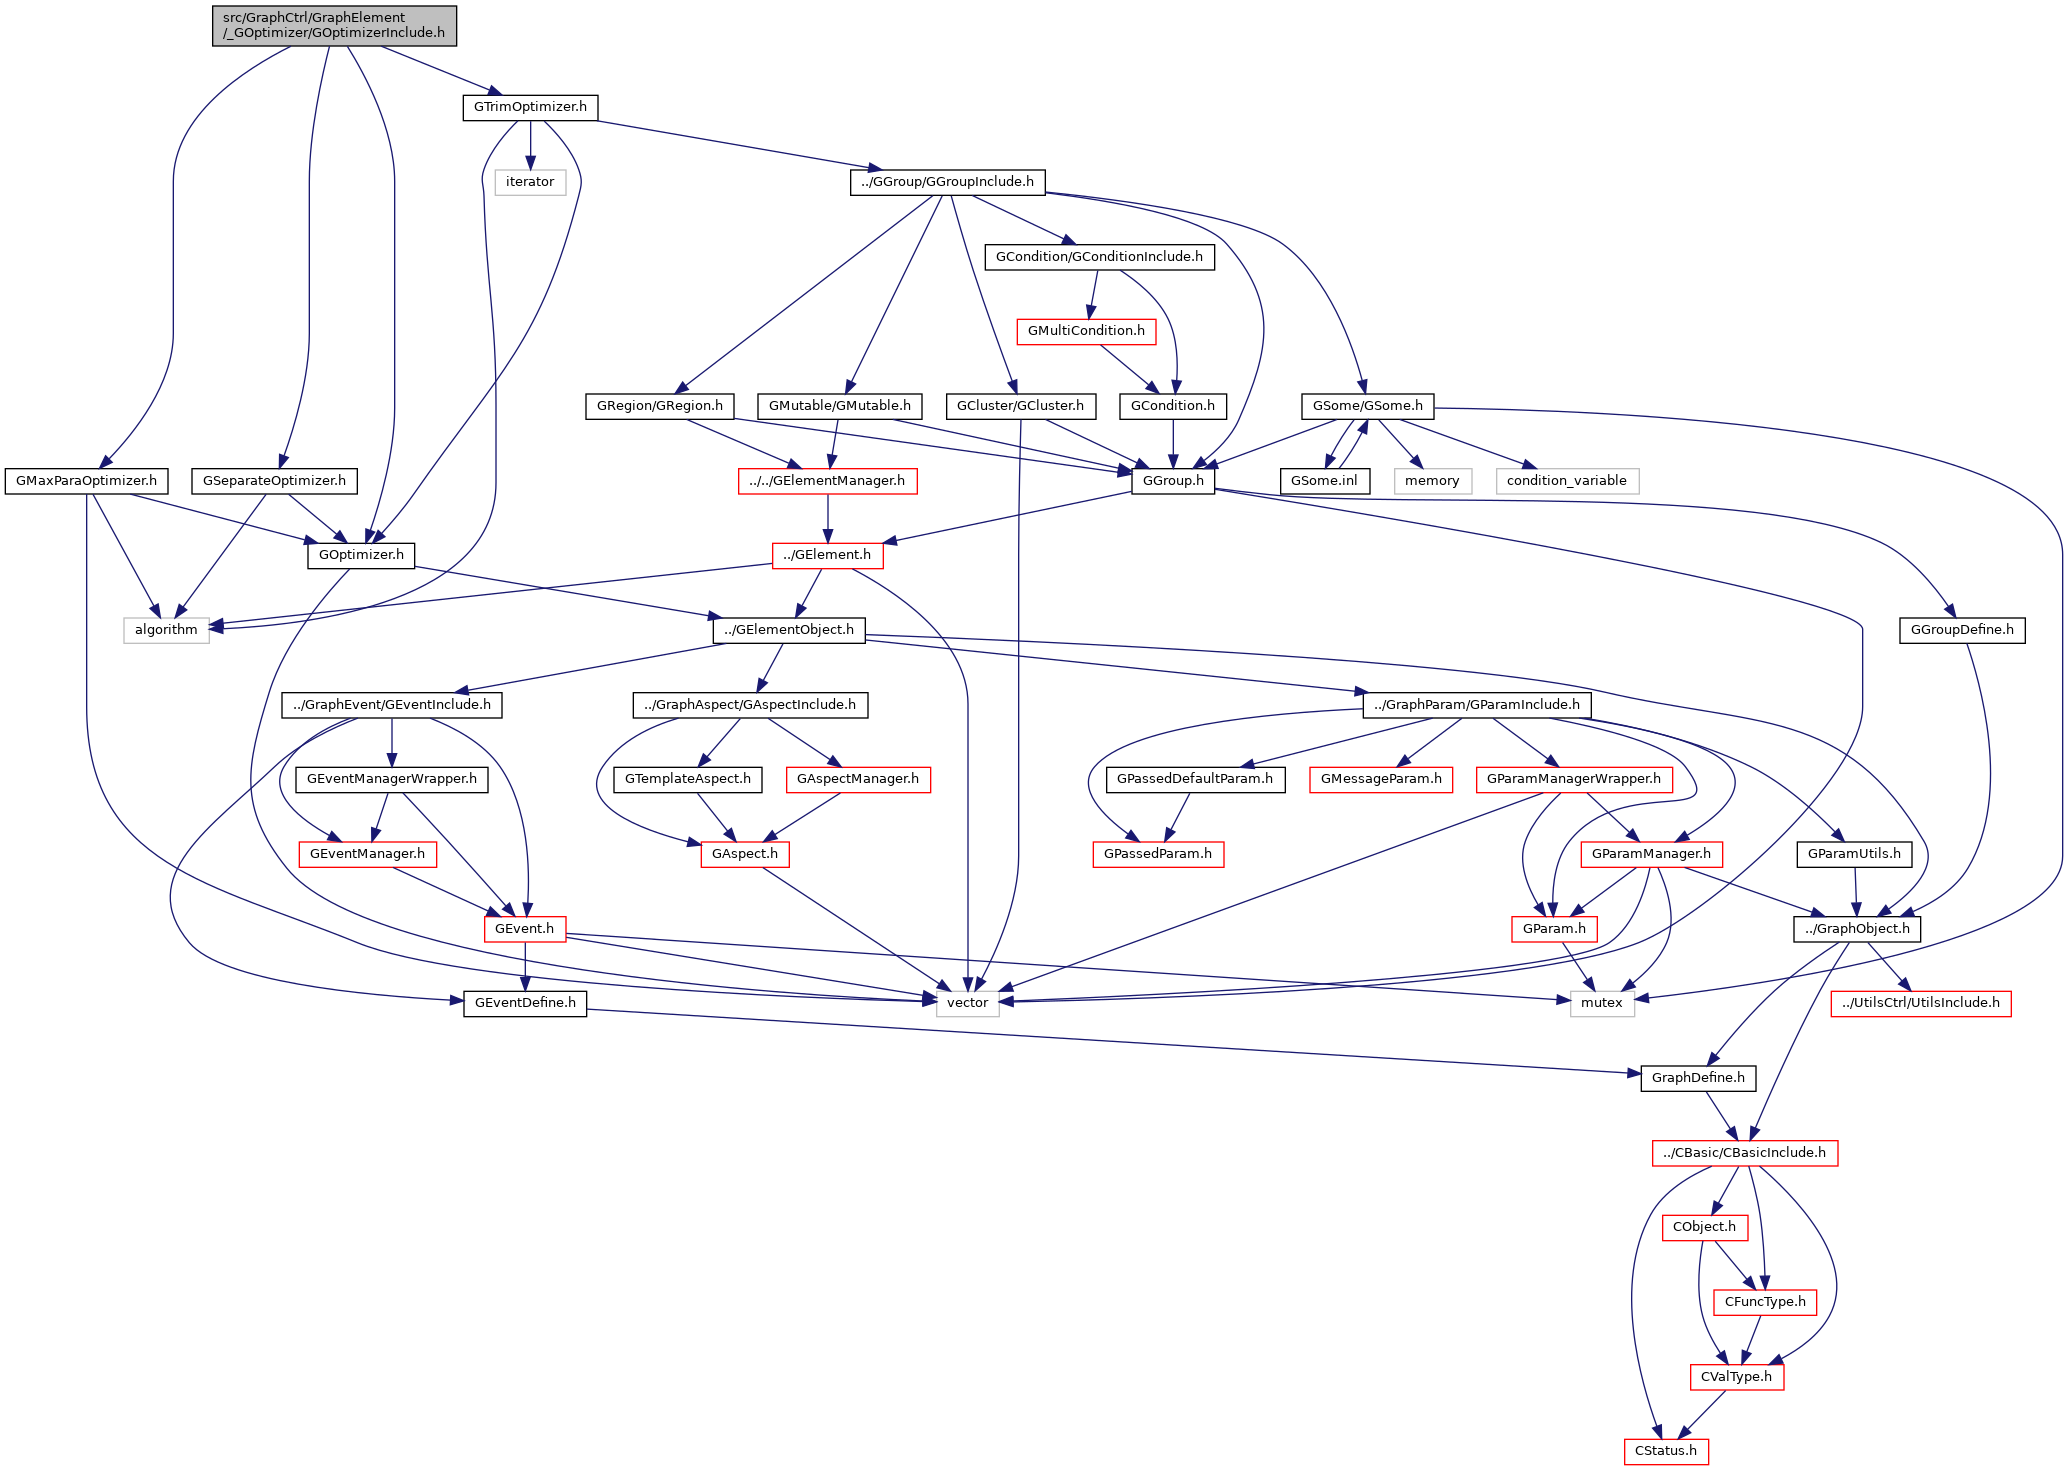 src/GraphCtrl/GraphElement
/_GOptimizer/GOptimizerInclude.h
GTrimOptimizer.h
iterator
../GGroup/GGroupInclude.h
GCondition/GConditionInclude.h
GMultiCondition.h
GRegion/GRegion.h
GMutable/GMutable.h
GCluster/GCluster.h
GCondition.h
GSome/GSome.h
GMaxParaOptimizer.h
GSeparateOptimizer.h
../../GElementManager.h
GGroup.h
GSome.inl
memory
condition_variable
GOptimizer.h
../GElement.h
algorithm
../GElementObject.h
GGroupDefine.h
../GraphEvent/GEventInclude.h
../GraphAspect/GAspectInclude.h
../GraphParam/GParamInclude.h
GEventManagerWrapper.h
GTemplateAspect.h
GAspectManager.h
GPassedDefaultParam.h
GMessageParam.h
GParamManagerWrapper.h
GEventManager.h
GAspect.h
GPassedParam.h
GParamManager.h
GParamUtils.h
GEvent.h
GParam.h
../GraphObject.h
GEventDefine.h
vector
mutex
../UtilsCtrl/UtilsInclude.h
GraphDefine.h
../CBasic/CBasicInclude.h
CObject.h
CFuncType.h
CValType.h
CStatus.h